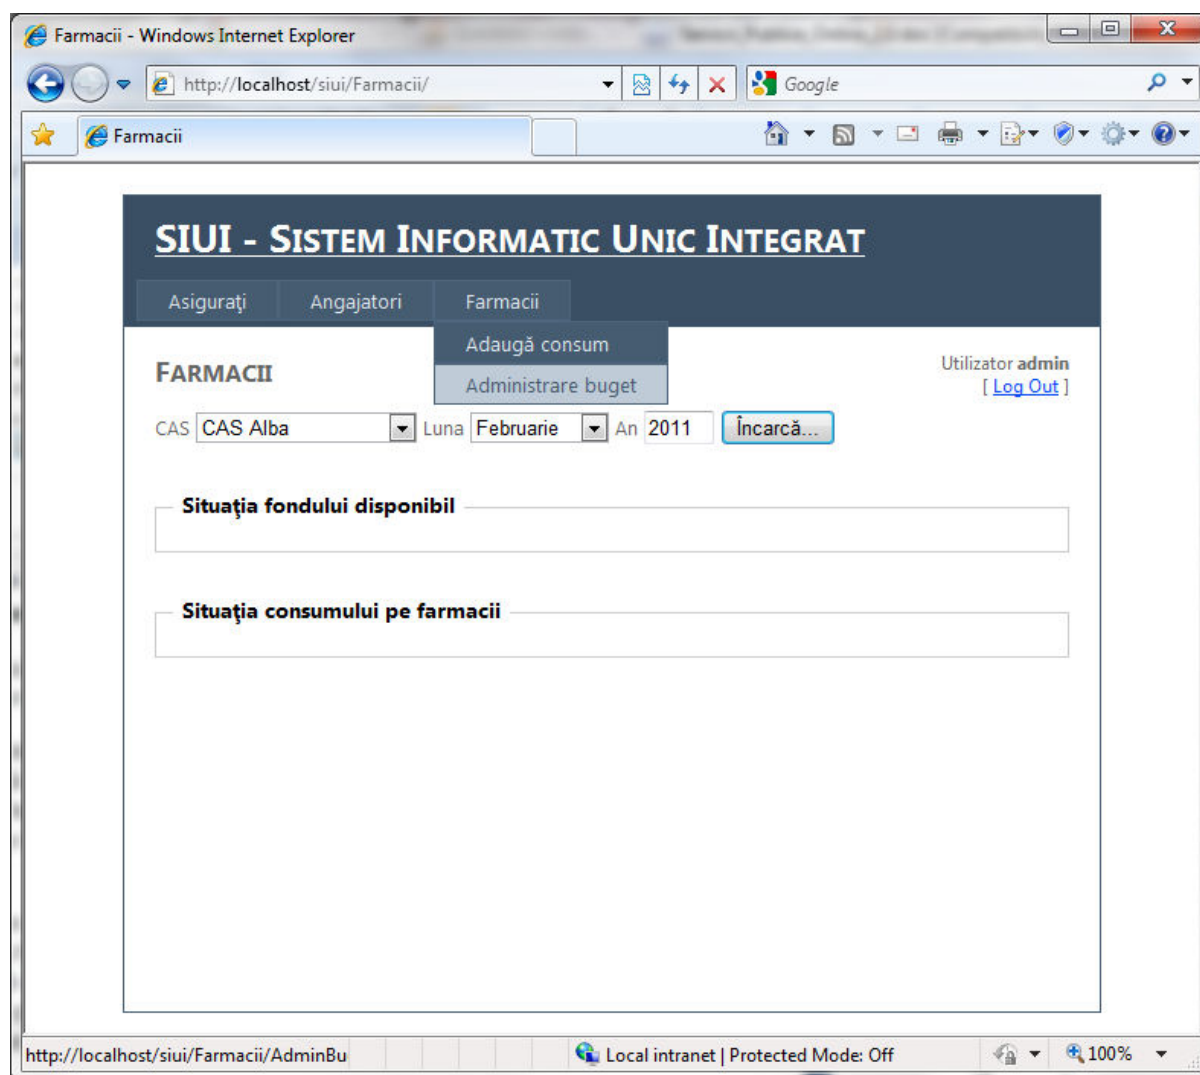 Farmacii - Windows Internet Explorer
http://localhost/siui/Farmacii/
Google
Farmacii
SIUI - SISTEM INFORMATIC UNIC INTEGRAT
Asiguraţi Angajatori Farmacii
Adaugă consum
Administrare buget
FARMACII
Utilizator admin
[ Log Out ]
CAS CAS Alba Luna Februarie An 2011 Încarcă...
Situaţia fondului disponibil
Situaţia consumului pe farmacii
http://localhost/siui/Farmacii/AdminBu Local intranet | Protected Mode: Off 100%